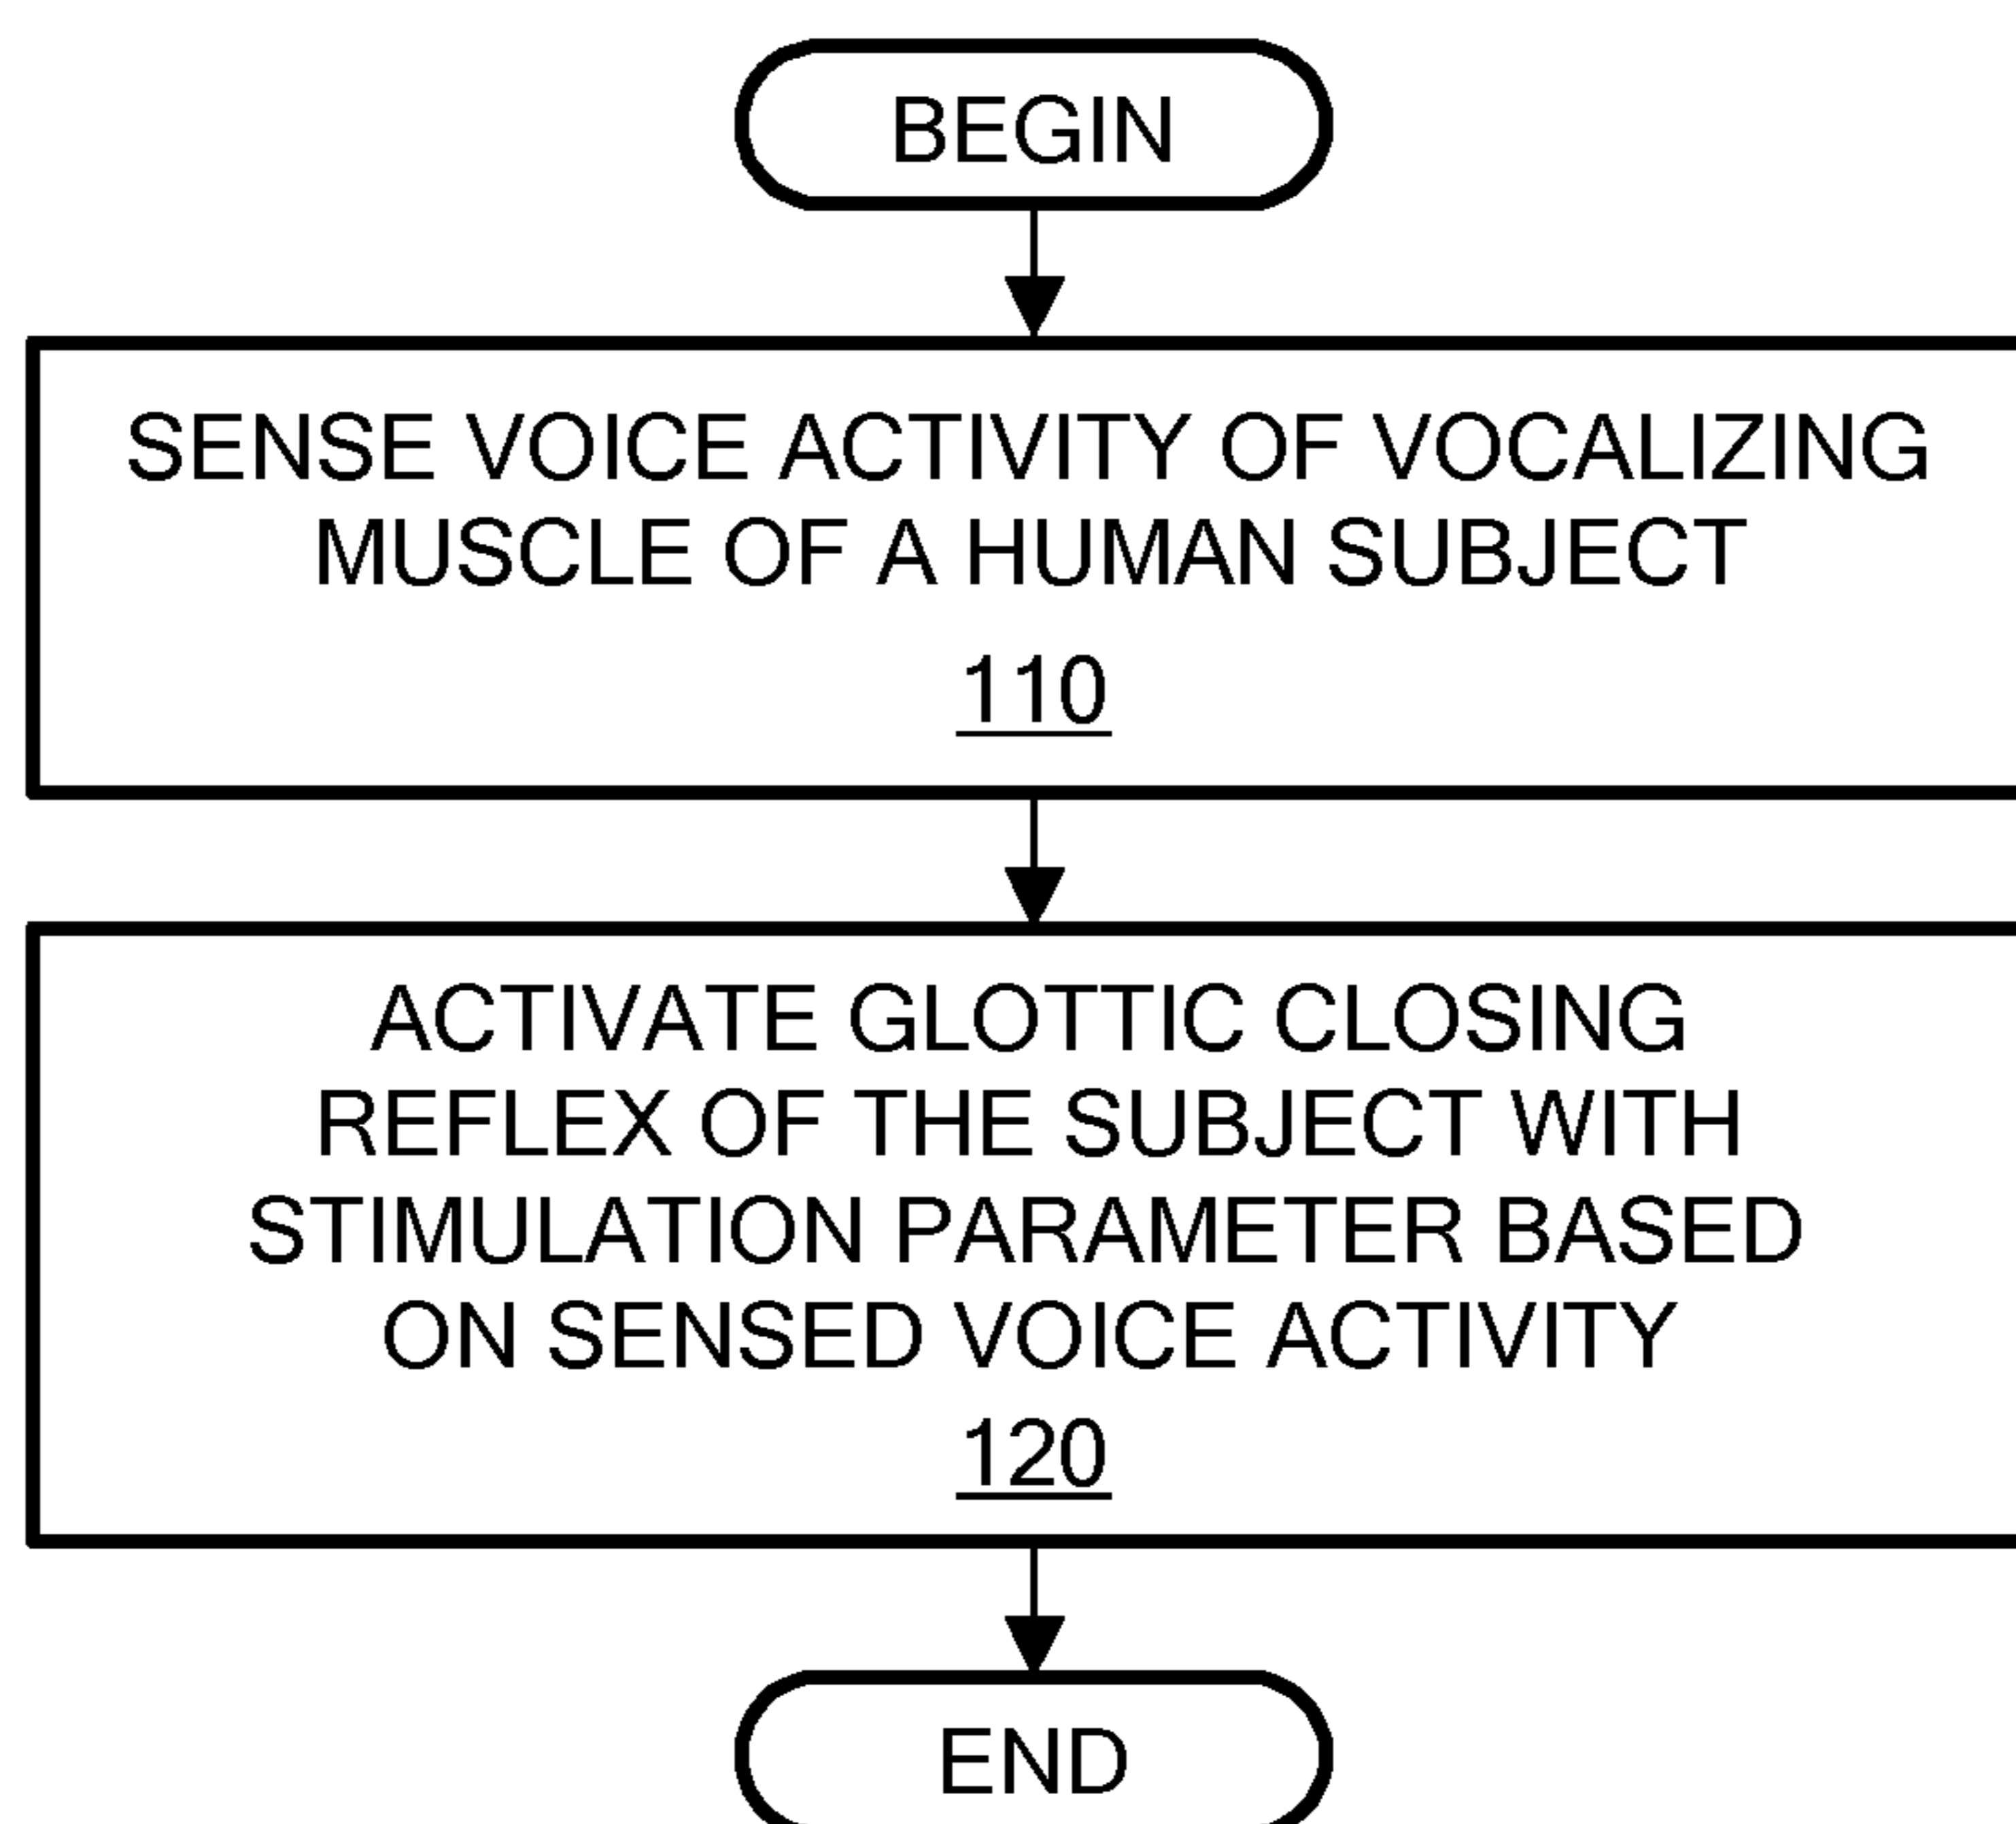 BEGIN
SENSE VOICE ACTIVITY OF VOCALIZING
MUSCLE OF A HUMAN SUBJECT
110
ACTIVATE GLOTTIC CLOSING
REFLEX OF THE SUBJECT WITH
STIMULATION PARAMETER BASED
ON SENSED VOICE ACTIVITY
120
END